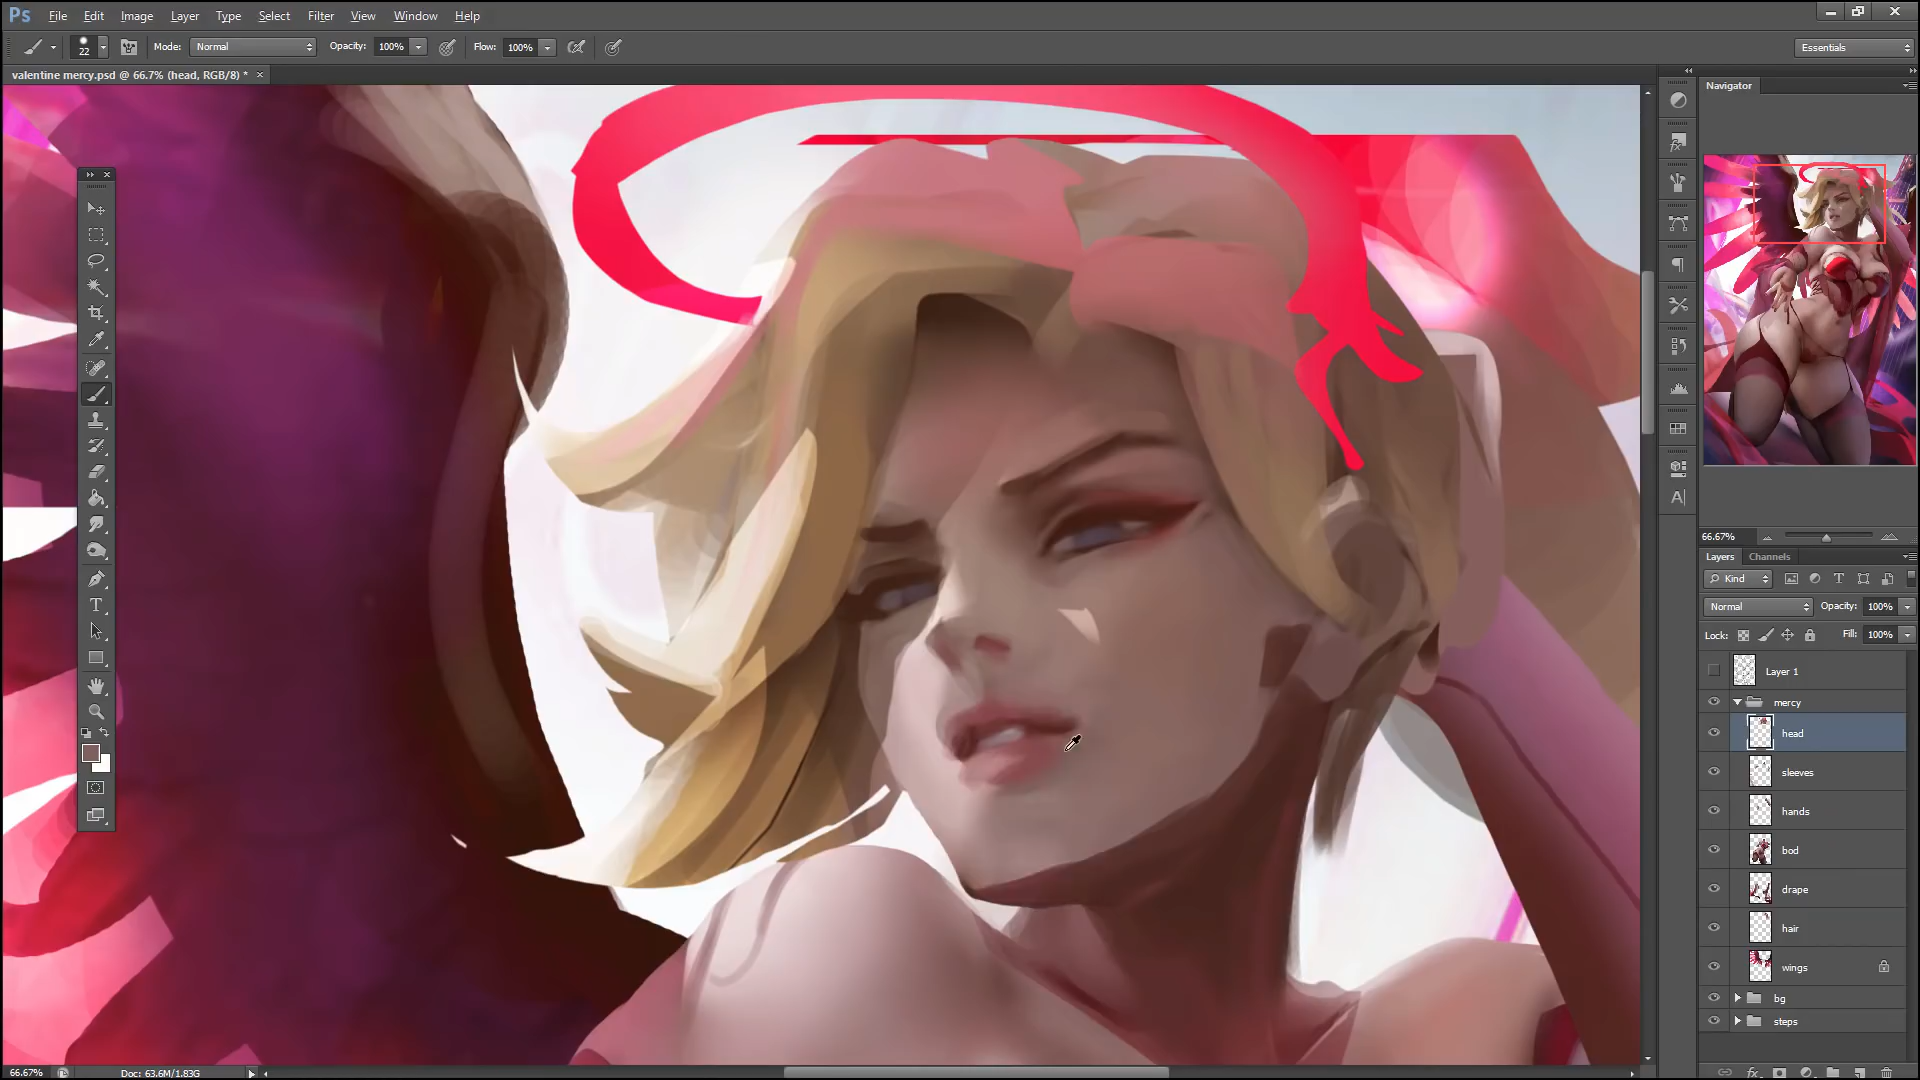 Ps File Edit Image Layer Type Select Filter View Window Help
22 Mode: Normal Opacity: 100% Flow: 100% Essentials
valentine mercy.psd @ 66.7% (head, RGB/8) * ×
Navigator
66.67%
Layers Channels
Kind
Normal Opacity: 100%
Lock: Fill: 100%
Layer 1
mercy
head
sleeves
hands
bod
drape
hair
wings
bg
steps
66.67% Doc: 63.6M/1.83G